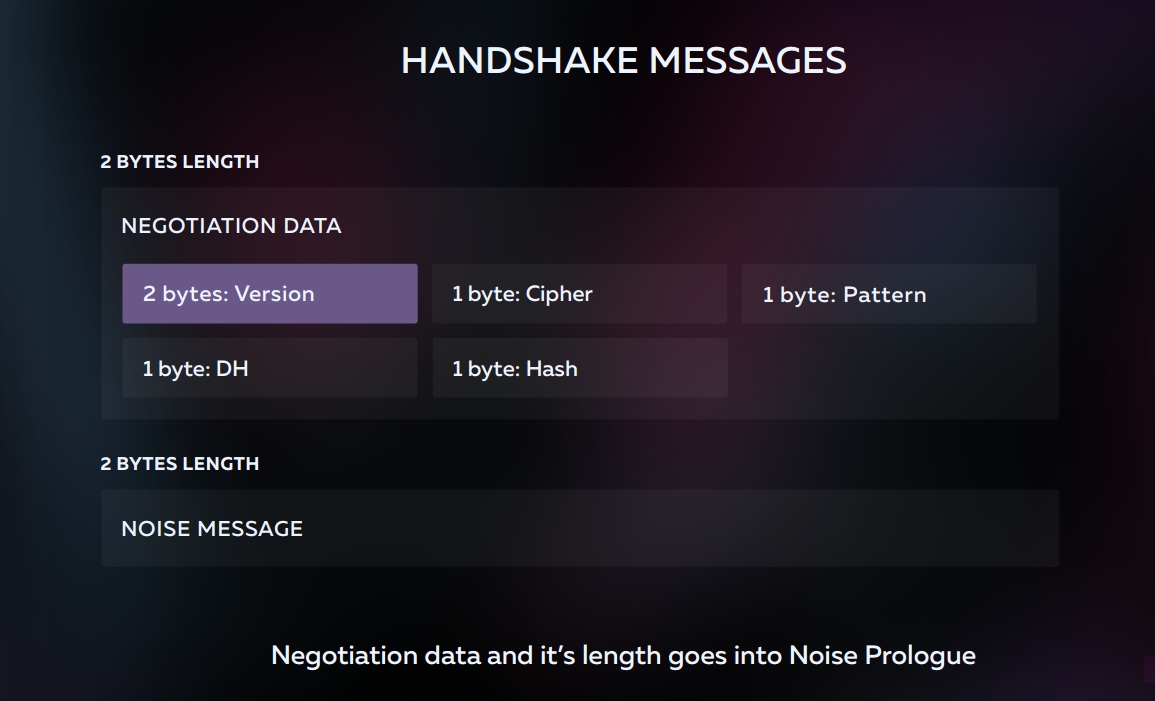 HANDSHAKE MESSAGES
2 BYTES LENGTH
NEGOTIATION DATA
2 bytes: Version
1 byte: Cipher
1 byte: Pattern
1 byte: DH
1 byte: Hash
2 BYTES LENGTH
NOISE MESSAGE
Negotiation data and it's length goes into Noise Prologue